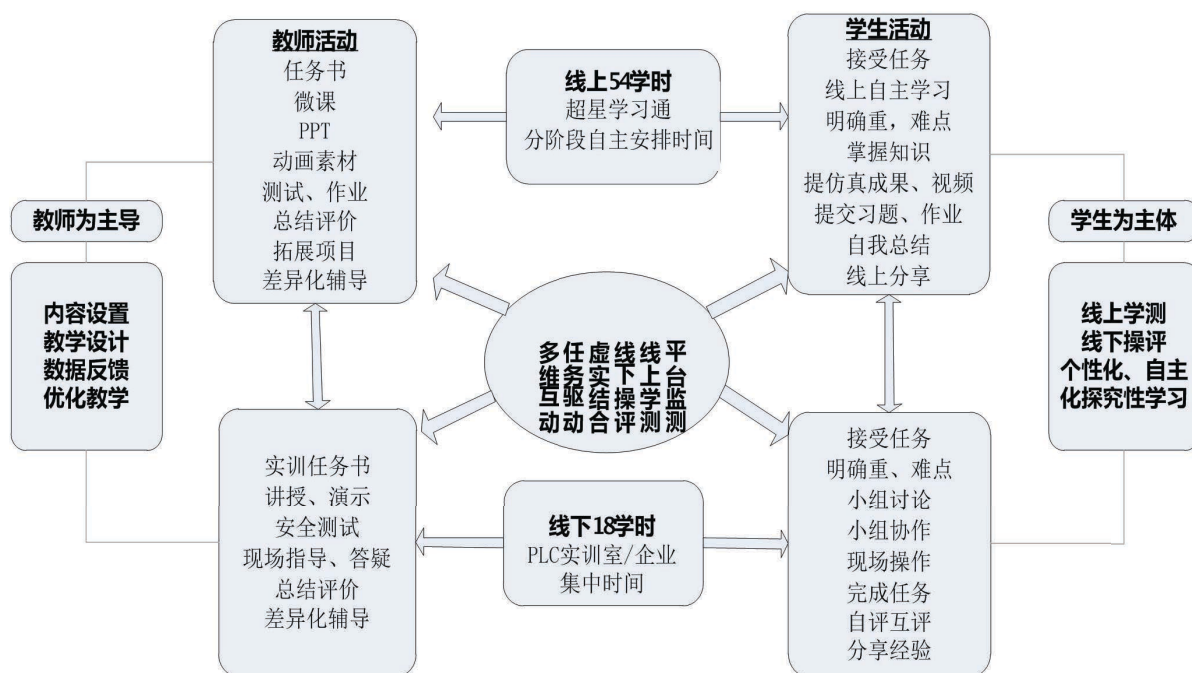 教师活动
任务书
微课
PPT
动画素材
测试、作业
总结评价
拓展项目
差异化辅导
线上54学时
超星学习通
分阶段自主安排时间
学生活动
接受任务
线上自主学习
明确重，难点
掌握知识
提仿真成果、视频
提交习题、作业
自我总结
线上分享
教师为主导
内容设置
教学设计
数据反馈
优化教学
多维互动
任务驱动
虚实结合
线下操评
线上学测
平台监测
学生为主体
线上学测
线下操评
个性化、自主
化探究性学习
实训任务书
讲授、演示
安全测试
现场指导、答疑
总结评价
差异化辅导
线下18学时
PLC实训室/企业
集中时间
接受任务
明确重、难点
小组讨论
小组协作
现场操作
完成任务
自评互评
分享经验